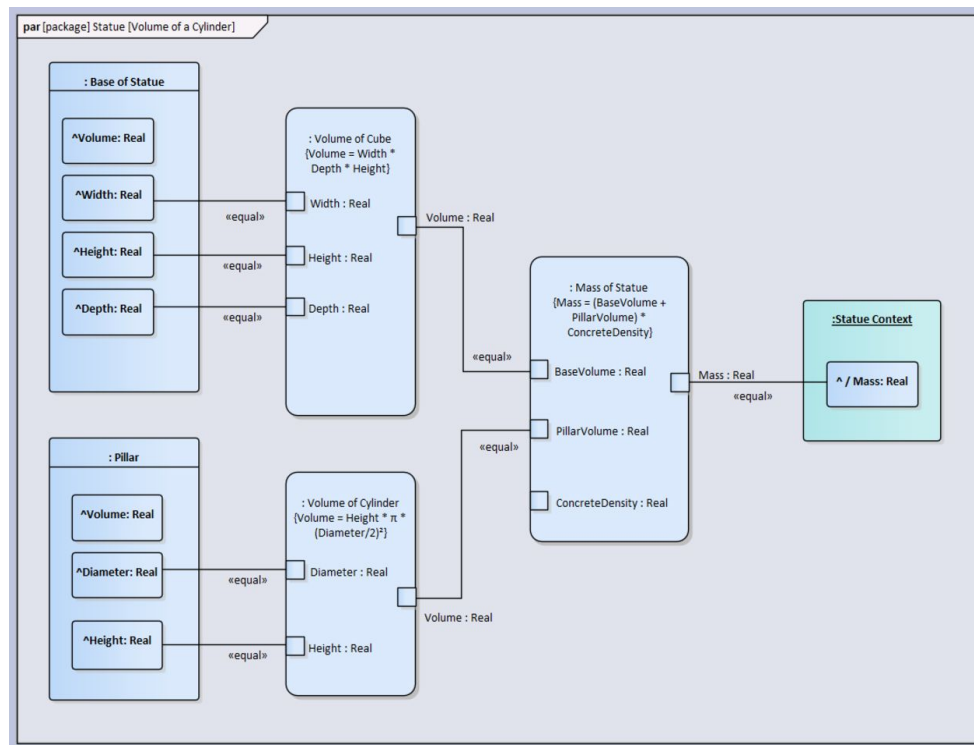 par [package] Statue [Volume of a Cylinder]
: Base of Statue
^Volume: Real
^Width: Real
^Height: Real
^Depth: Real
«equal»
«equal»
«equal»
: Volume of Cube
{Volume = Width *
Depth * Height}
Width : Real
Height : Real
Depth : Real
Volume : Real
«equal»
: Pillar
^Volume: Real
^Diameter: Real
^Height: Real
«equal»
«equal»
: Volume of Cylinder
{Volume = Height * π *
(Diameter/2)²}
Diameter : Real
Height : Real
Volume : Real
«equal»
: Mass of Statue
{Mass = (BaseVolume +
PillarVolume) *
ConcreteDensity}
BaseVolume : Real
PillarVolume : Real
ConcreteDensity : Real
Mass : Real
«equal»
:Statue Context
^ / Mass: Real